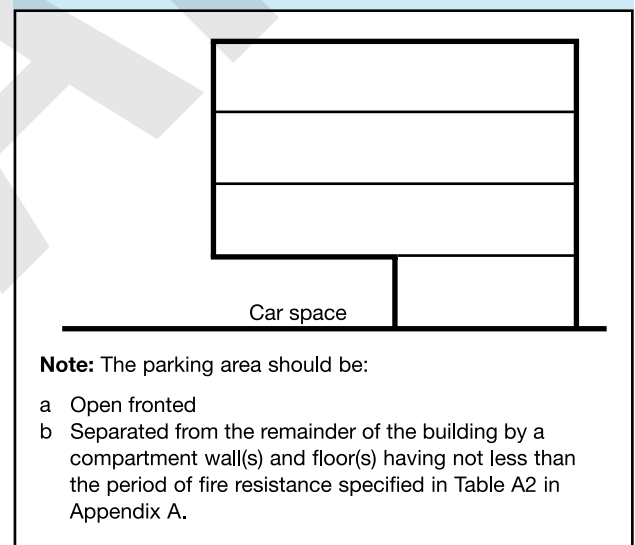 Car space
Note: The parking area should be:
a Open fronted
b Separated from the remainder of the building by a
compartment wall(s) and floor(s) having not less than
the period of fire resistance specified in Table A2 in
Appendix A.